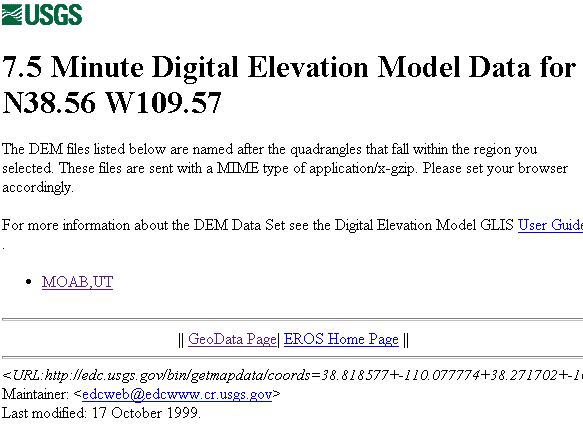 USGS
7.5 Minute Digital Elevation Model Data for
N38.56 W109.57
The DEM files listed below are named after the quadrangles that fall within the region you
selected. These files are sent with a MIME type of application/x-gzip. Please set your browser
accordingly.
For more information about the DEM Data Set see the Digital Elevation Model GLIS User Guide
.
• MOAB,UT
|| GeoData Page| EROS Home Page ||
<URL:http://edc.usgs.gov/bin/getmapdata/coords=38.818577+-110.077774+38.271702+-10
Maintainer: <edcweb@edcwww.cr.usgs.gov>
Last modified: 17 October 1999.